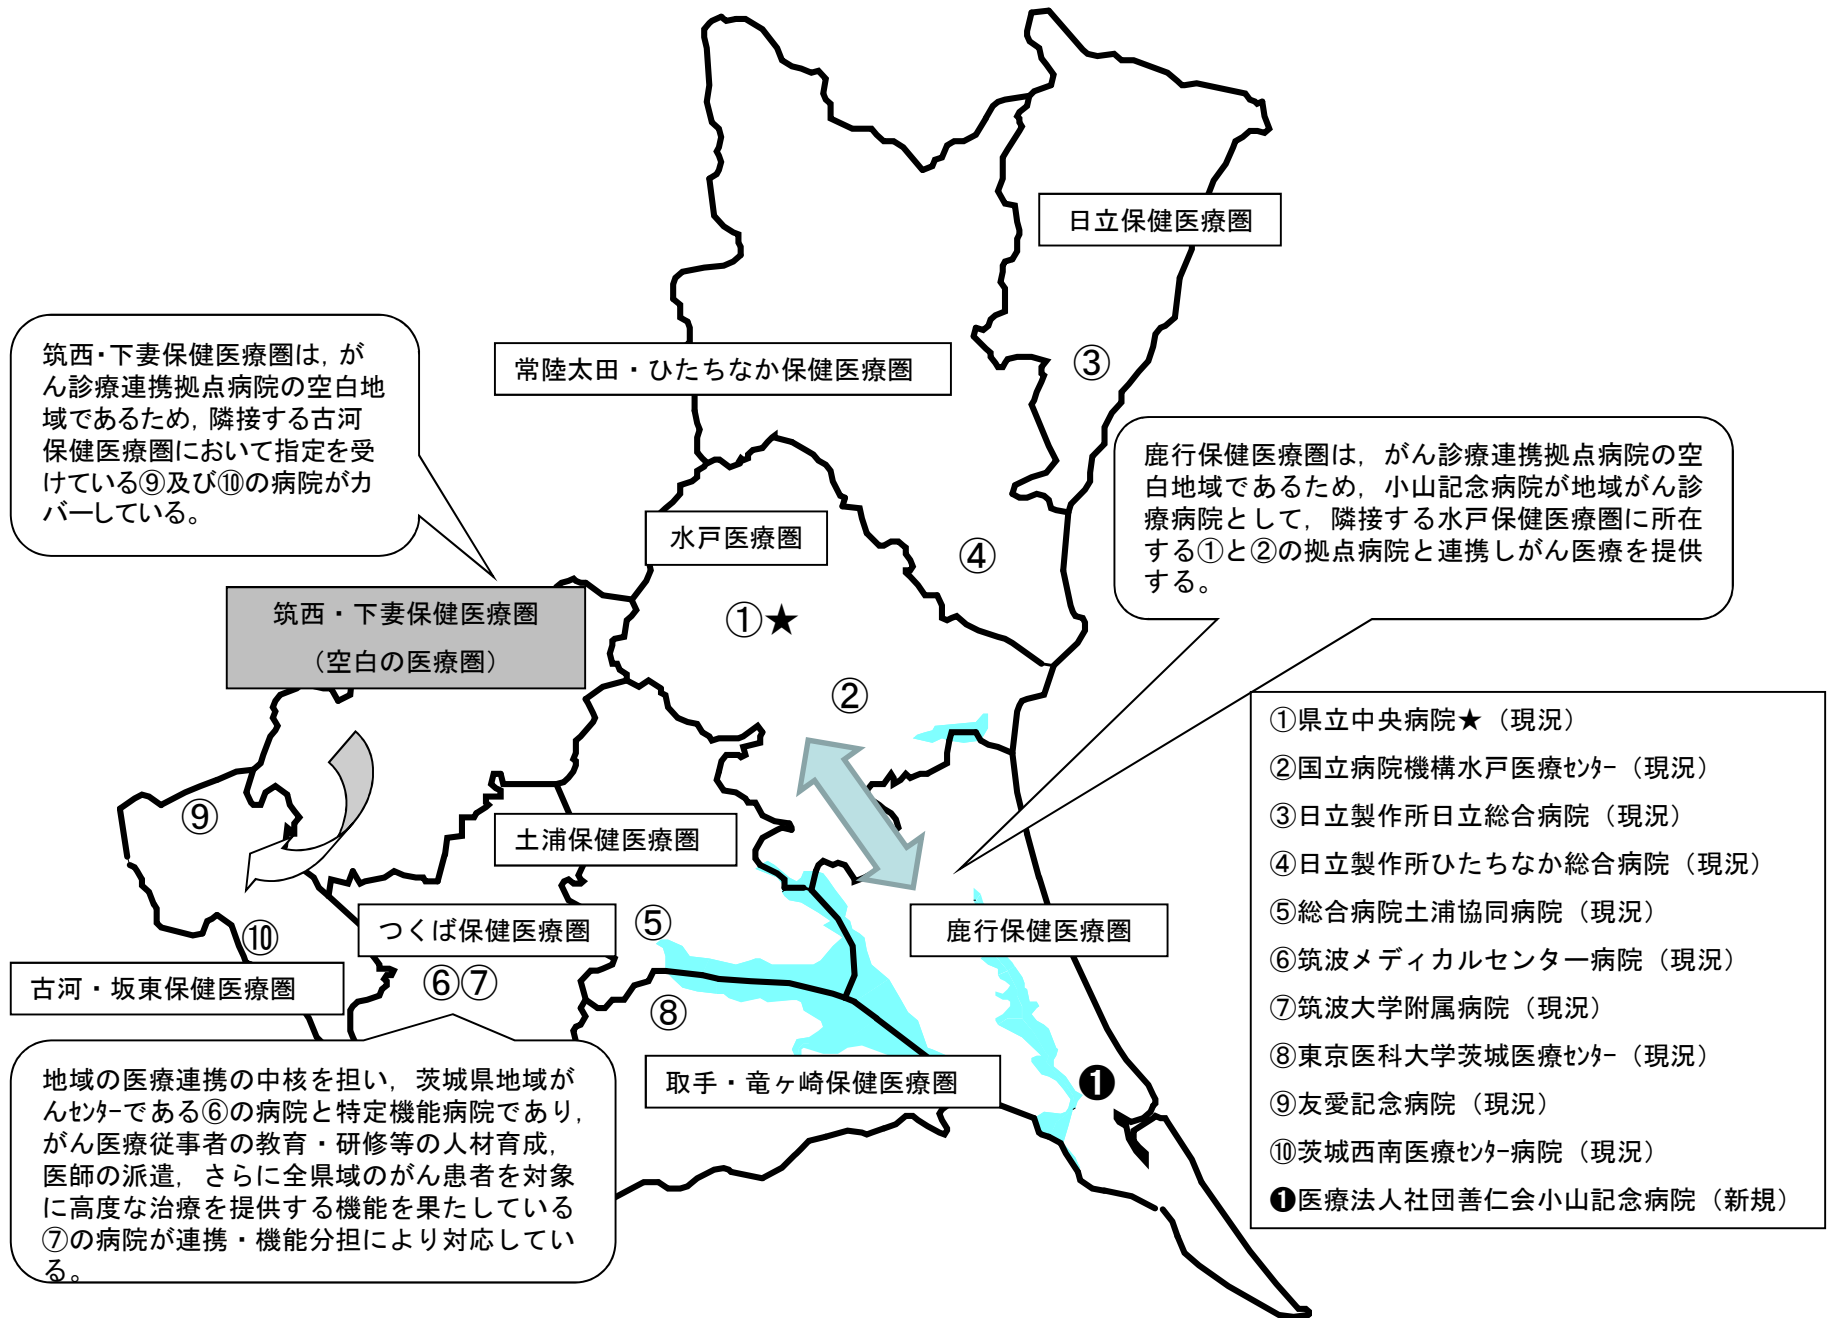 日立保健医療圏
筑西・下妻保健医療圏は,が
ん診療連携拠点病院の空白地
域であるため,隣接する古河
保健医療圏において指定を受
けている⑨及び⑩の病院がカ
バーしている。
常陸太田・ひたちなか保健医療圏
③
鹿行保健医療圏は，がん診療連携拠点病院の空
白地域であるため，小山記念病院が地域がん診
療病院として，隣接する水戸保健医療圏に所在
する①と②の拠点病院と連携しがん医療を提供
する。
水戸医療圏
④
筑西・下妻保健医療圏
（空白の医療圏）
①★
②
①県立中央病院★（現況）
②国立病院機構水戸医療ｾﾝﾀｰ（現況）
③日立製作所日立総合病院（現況）
④日立製作所ひたちなか総合病院（現況）
⑤総合病院土浦協同病院（現況）
⑥筑波メディカルセンター病院（現況）
⑦筑波大学附属病院（現況）
⑧東京医科大学茨城医療ｾﾝﾀｰ（現況）
⑨友愛記念病院（現況）
⑩茨城西南医療ｾﾝﾀｰ病院（現況）
❶医療法人社団善仁会小山記念病院（新規）
⑨
土浦保健医療圏
⑩
つくば保健医療圏
⑤
鹿行保健医療圏
古河・坂東保健医療圏
⑥⑦
⑧
取手・竜ヶ崎保健医療圏
❶
地域の医療連携の中核を担い，茨城県地域が
んｾﾝﾀｰである⑥の病院と特定機能病院であり，
がん医療従事者の教育・研修等の人材育成，
医師の派遣，さらに全県域のがん患者を対象
に高度な治療を提供する機能を果たしている
⑦の病院が連携・機能分担により対応してい
る。